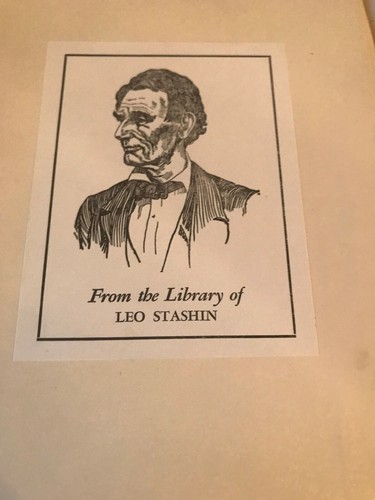 From the Library of
LEO STASHIN